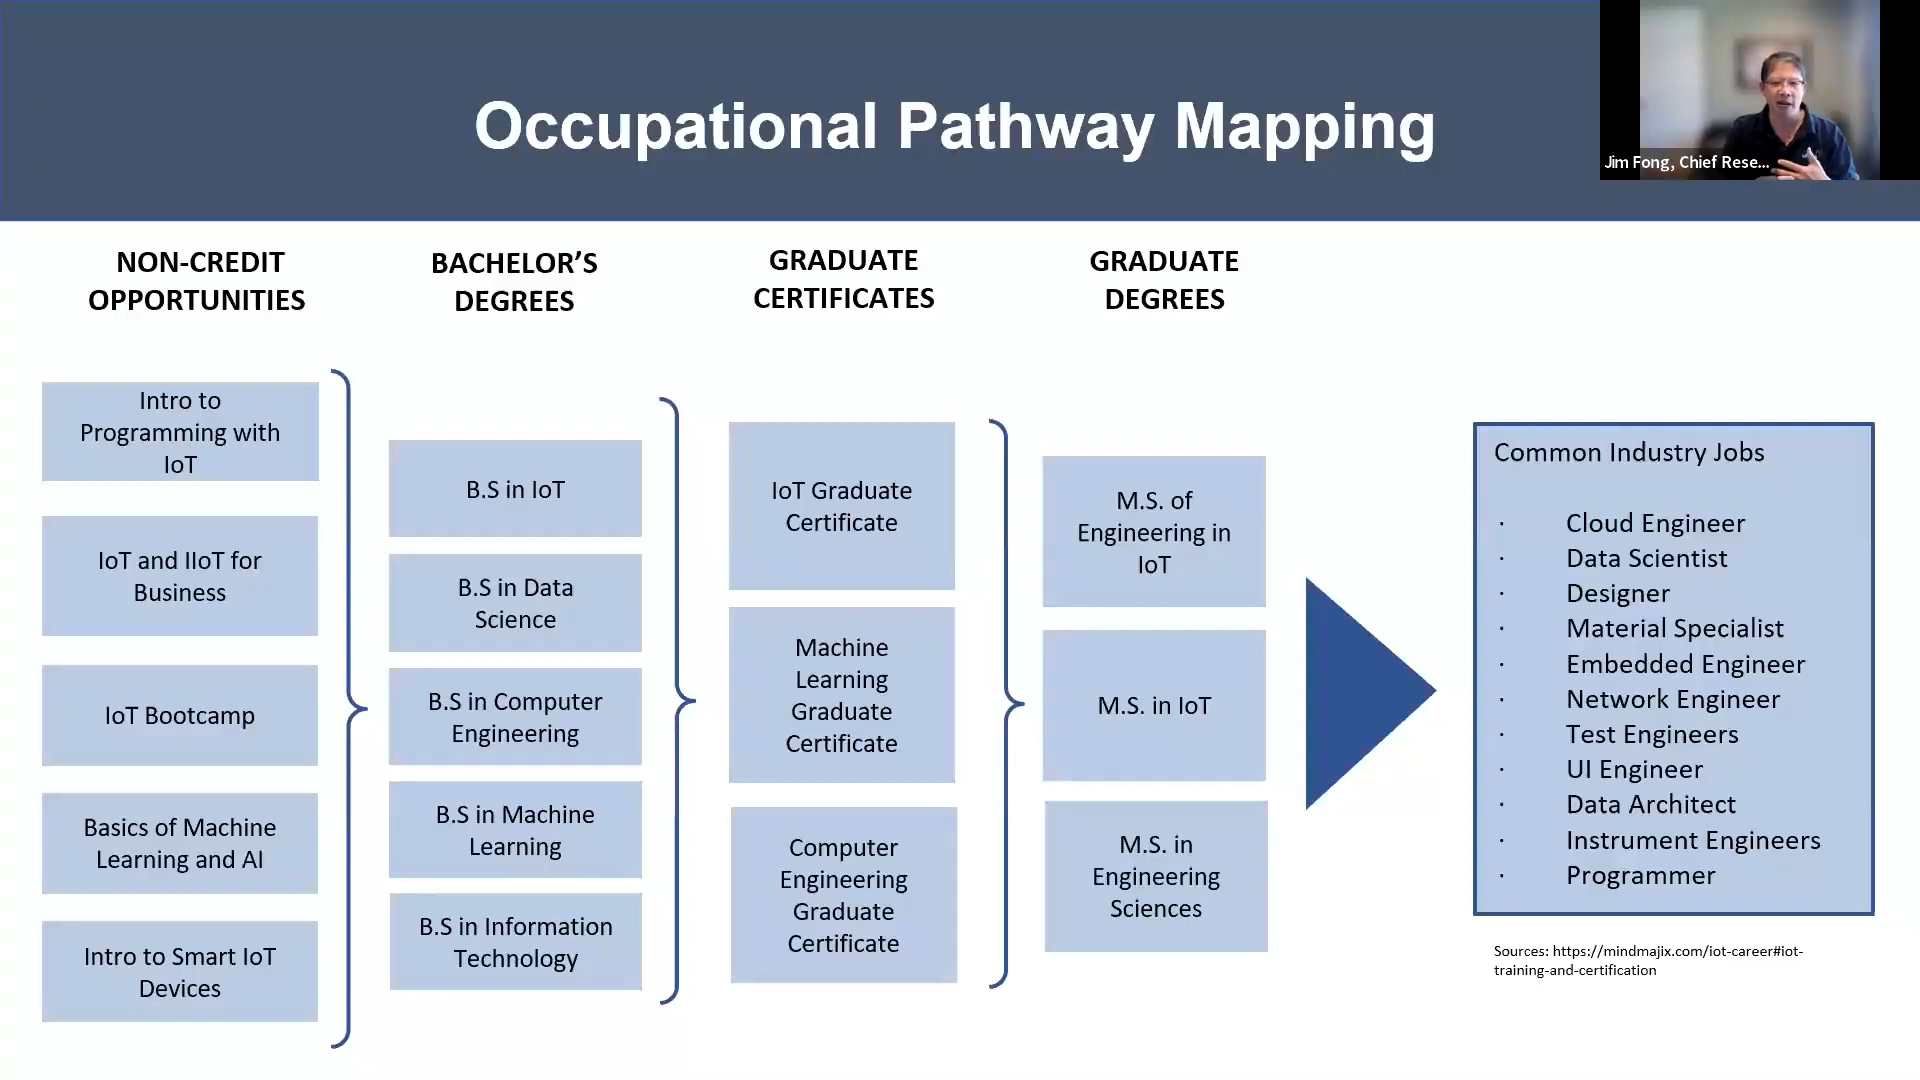 Occupational Pathway Mapping
Jim Fong, Chief Rese...
NON-CREDIT
OPPORTUNITIES
Intro to
Programming with
IoT
IoT and IIoT for
Business
IoT Bootcamp
Basics of Machine
Learning and AI
Intro to Smart IoT
Devices
BACHELOR’S
DEGREES
B.S in IoT
B.S in Data
Science
B.S in Computer
Engineering
B.S in Machine
Learning
B.S in Information
Technology
GRADUATE
CERTIFICATES
IoT Graduate
Certificate
Machine
Learning
Graduate
Certificate
Computer
Engineering
Graduate
Certificate
GRADUATE
DEGREES
M.S. of
Engineering in
IoT
M.S. in IoT
M.S. in
Engineering
Sciences
Common Industry Jobs
· Cloud Engineer
· Data Scientist
· Designer
· Material Specialist
· Embedded Engineer
· Network Engineer
· Test Engineers
· UI Engineer
· Data Architect
· Instrument Engineers
· Programmer
Sources: https://mindmajix.com/iot-career#iot-
training-and-certification